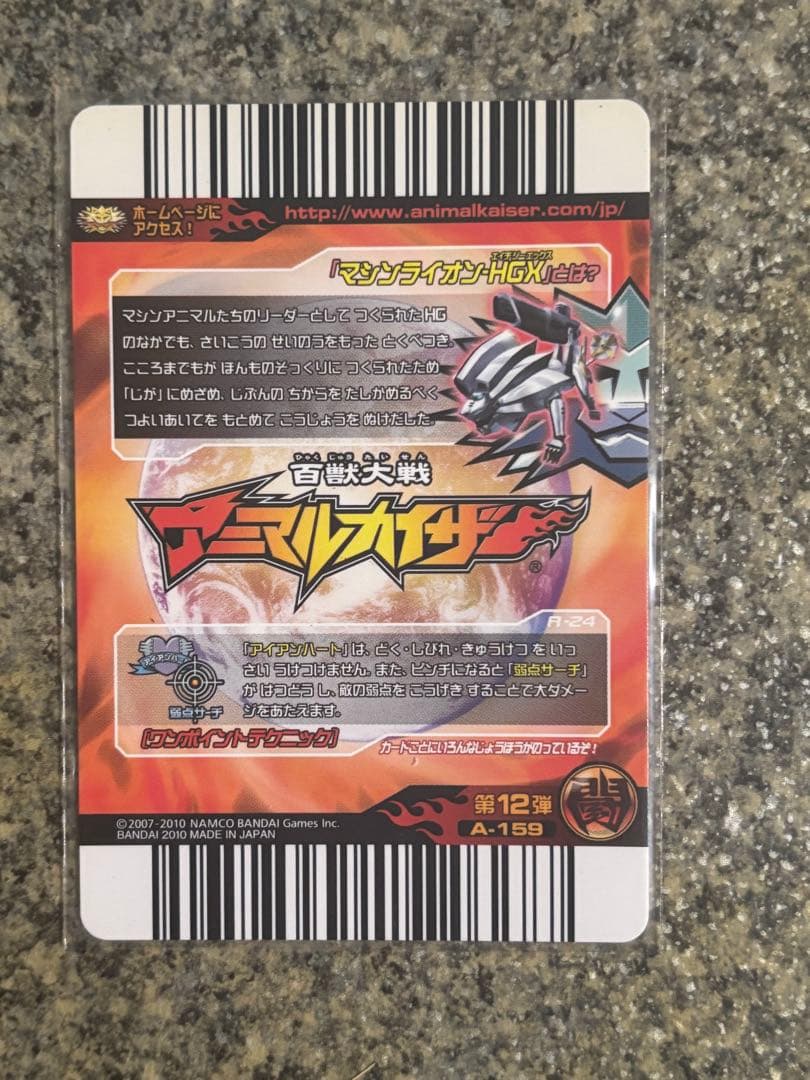 ホームページに
アクセス!
http://www.animalkaiser.com/jp/
エイチジーエックス
「マシンライオン-HGX」とは?
マシンアニマルたちのリーダーとして つくられた HG
のなかでも、さいこうの せいのうをもった とくべつき。
こころまでもが ほんものそっくりに つくられたため
「じが」にめざめ、じぶんの ちからを たしかめるべく
つよいあいてを もとめて こうじょうを ぬけだした。
ひゃく じゅう たい せん
百獣大戦
アニマルカイザー
®
R-24
アイアンハート
弱点サーチ
「アイアンハート」は、どく・しびれ・きゅうけつ を いっ
さい うけつけません。また、ピンチになると「弱点サーチ」
が はつどう し、敵の弱点を こうげき することで大ダメー
ジをあたえます。
[ワンポイントテクニック]
カードごとにいろんなじょうほうがのっているぞ!
第12弾
A-159
闘
©2007-2010 NAMCO BANDAI Games Inc.
BANDAI 2010 MADE IN JAPAN